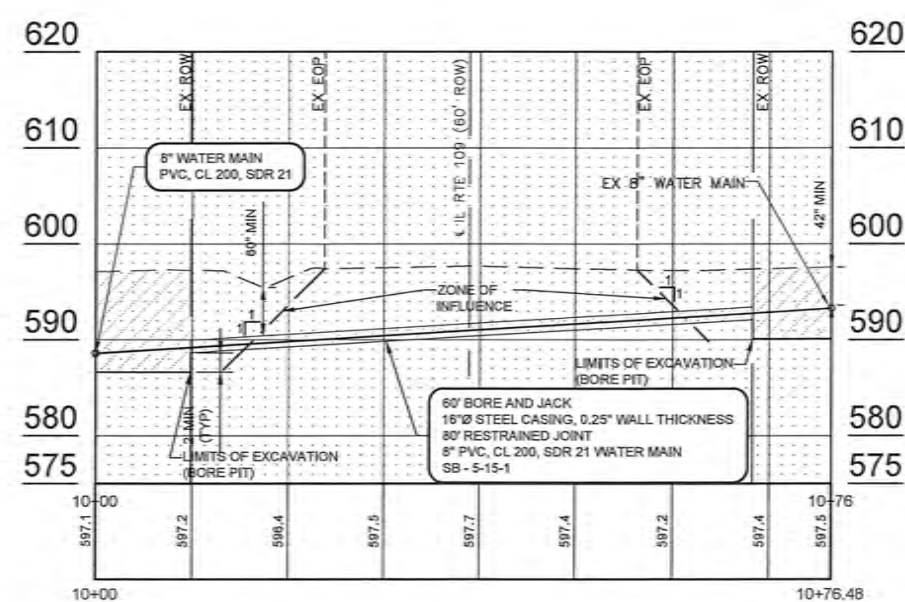 620
620
EX ROW
EX EOP
℄ IL RTE 109 (60' ROW)
EX EOP
EX ROW
610
610
8" WATER MAIN
PVC, CL 200, SDR 21
EX 8" WATER MAIN
42" MIN
60" MIN
600
600
ZONE OF
INFLUENCE
1
1
1
1
590
590
LIMITS OF EXCAVATION
(BORE PIT)
2' MIN
(TYP)
60' BORE AND JACK
16"Ø STEEL CASING, 0.25" WALL THICKNESS
80' RESTRAINED JOINT
8" PVC, CL 200, SDR 21 WATER MAIN
SB - 5-15-1
580
580
LIMITS OF EXCAVATION
(BORE PIT)
575
575
10+00
10+76
597.1
597.2
596.4
597.5
597.7
597.4
597.2
597.4
597.5
10+00
10+76.48